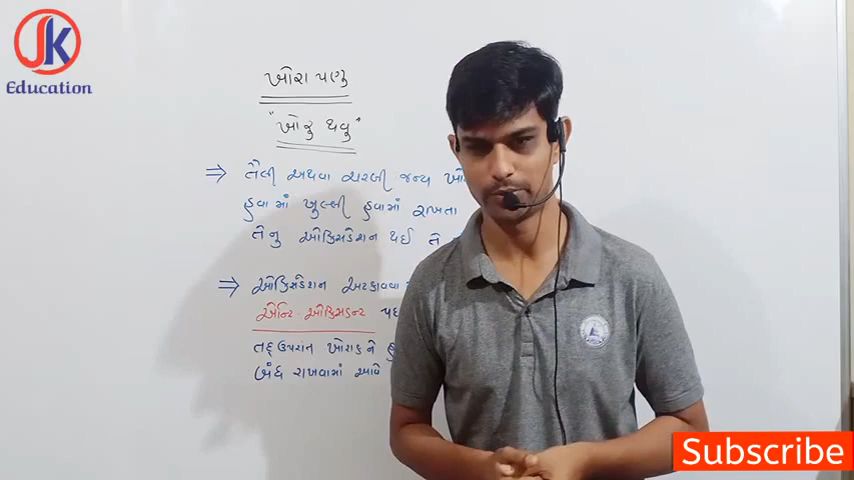 JK
Education
ખોરા પણુ
"ખોરૂ થવુ"
⇒ તૈલી અથવા ચરબી જન્ય
હવામાં ખુલ્લી હવામાં રાખતા
તેનુ ઓક્સિડેશન થઈ તે
⇒ ઓક્સિડેશન અટકાવવા
એન્ટિ-ઓક્સિડન્ટ
તદ્ ઉપરાંત ખોરાક ને
બંધ રાખવામાં આવે
Subscribe